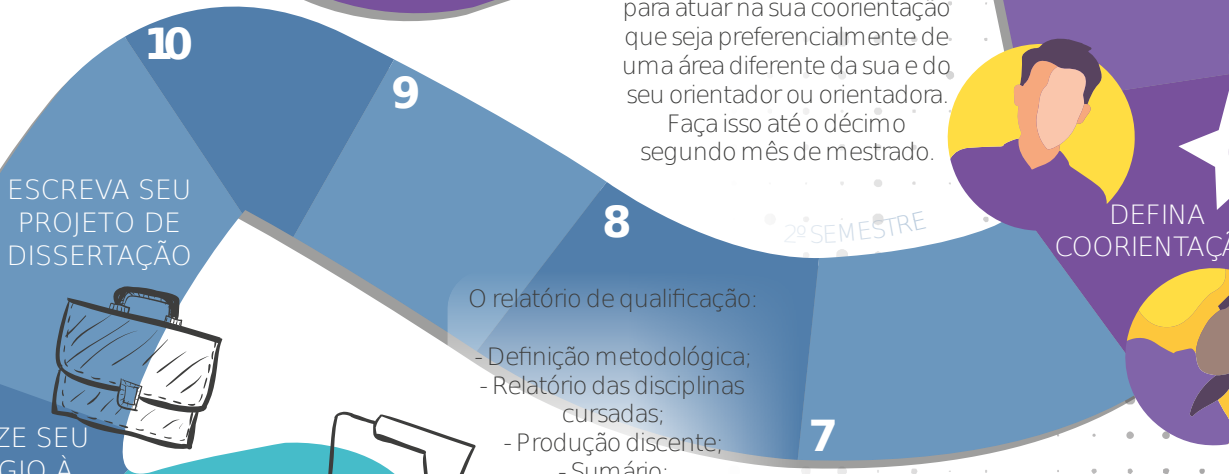 para atuar na sua coorientação
que seja preferencialmente de
uma área diferente da sua e do
seu orientador ou orientadora.
Faça isso até o décimo
segundo mês de mestrado.
10
9
8
7
2º SEMESTRE
DEFINA
ESCREVA SEU
PROJETO DE
DISSERTAÇÃO
O relatório de qualificação:
- Definição metodológica;
- Relatório das disciplinas
cursadas;
- Produção discente;
- Sumário;
SEU